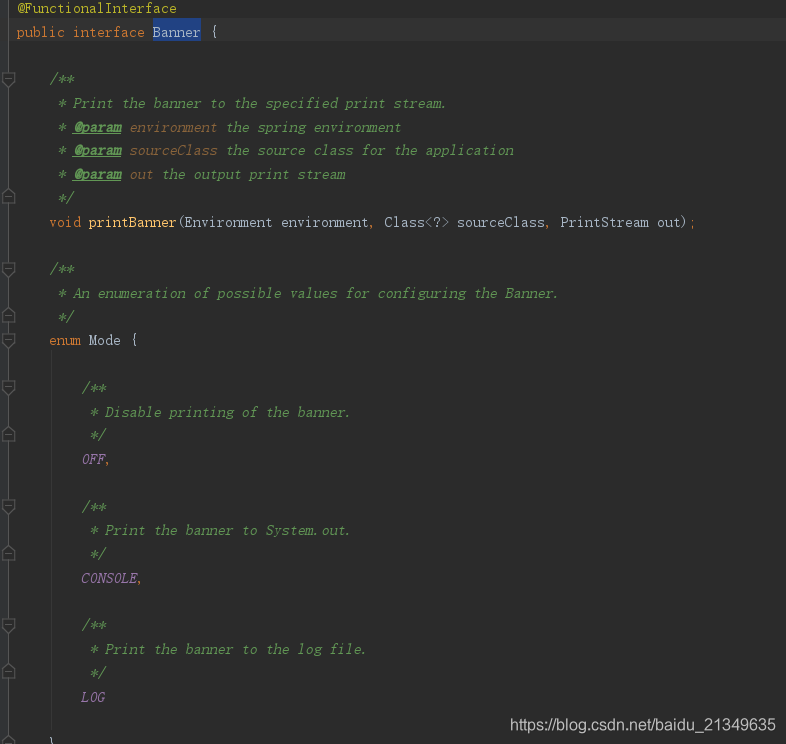 @FunctionalInterface
public interface Banner {
/**
* Print the banner to the specified print stream.
* @param environment the spring environment
* @param sourceClass the source class for the application
* @param out the output print stream
*/
void printBanner(Environment environment, Class<?> sourceClass, PrintStream out);
/**
* An enumeration of possible values for configuring the Banner.
*/
enum Mode {
/**
* Disable printing of the banner.
*/
OFF,
/**
* Print the banner to System.out.
*/
CONSOLE,
/**
* Print the banner to the log file.
*/
LOG
https://blog.csdn.net/baidu_21349635
}